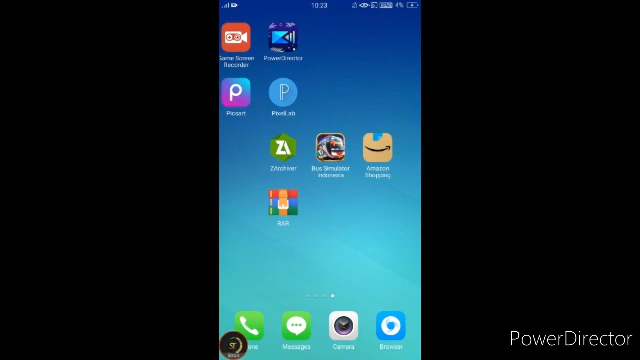 10:23
4%
Game Screen
Recorder
PowerDirector
Picsart
PixelLab
ZArchiver
Bus Simulator
Indonesia
Amazon
Shopping
RAR
Phone
Messages
Camera
Browser
PowerDirector